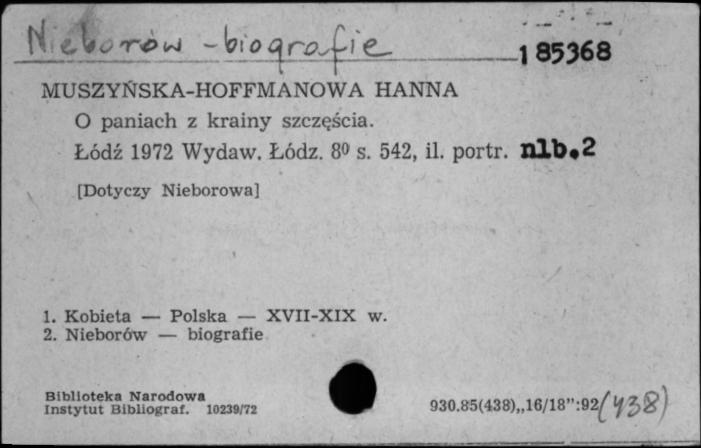 Nieborów - biografie
185368
MUSZYŃSKA-HOFFMANOWA HANNA
O paniach z krainy szczęścia.
Łódź 1972 Wydaw. Łódz. 8⁰ s. 542, il. portr. nlb.2
[Dotyczy Nieborowa]
1. Kobieta — Polska — XVII-XIX w.
2. Nieborów — biografie
Biblioteka Narodowa
Instytut Bibliograf. 10239/72
930.85(438)„16/18”:92(438)